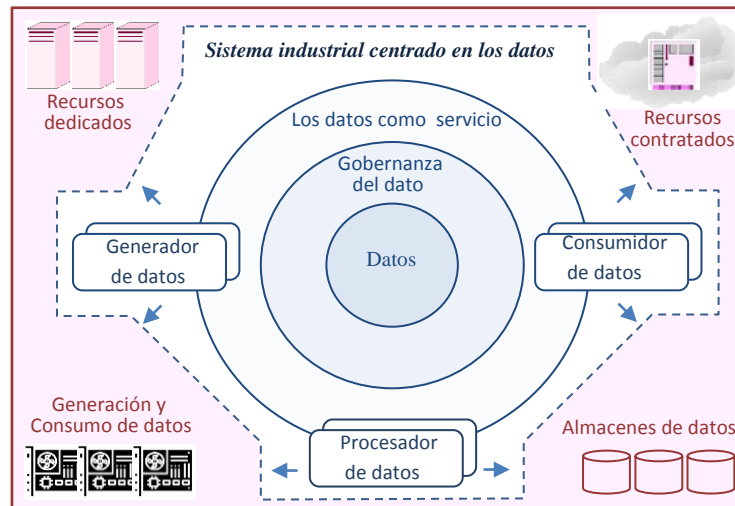 Sistema industrial centrado en los datos
Recursos
dedicados
Recursos
contratados
Los datos como servicio
Gobernanza
del dato
Datos
Generador
de datos
Consumidor
de datos
Generación y
Consumo de datos
Procesador
de datos
Almacenes de datos